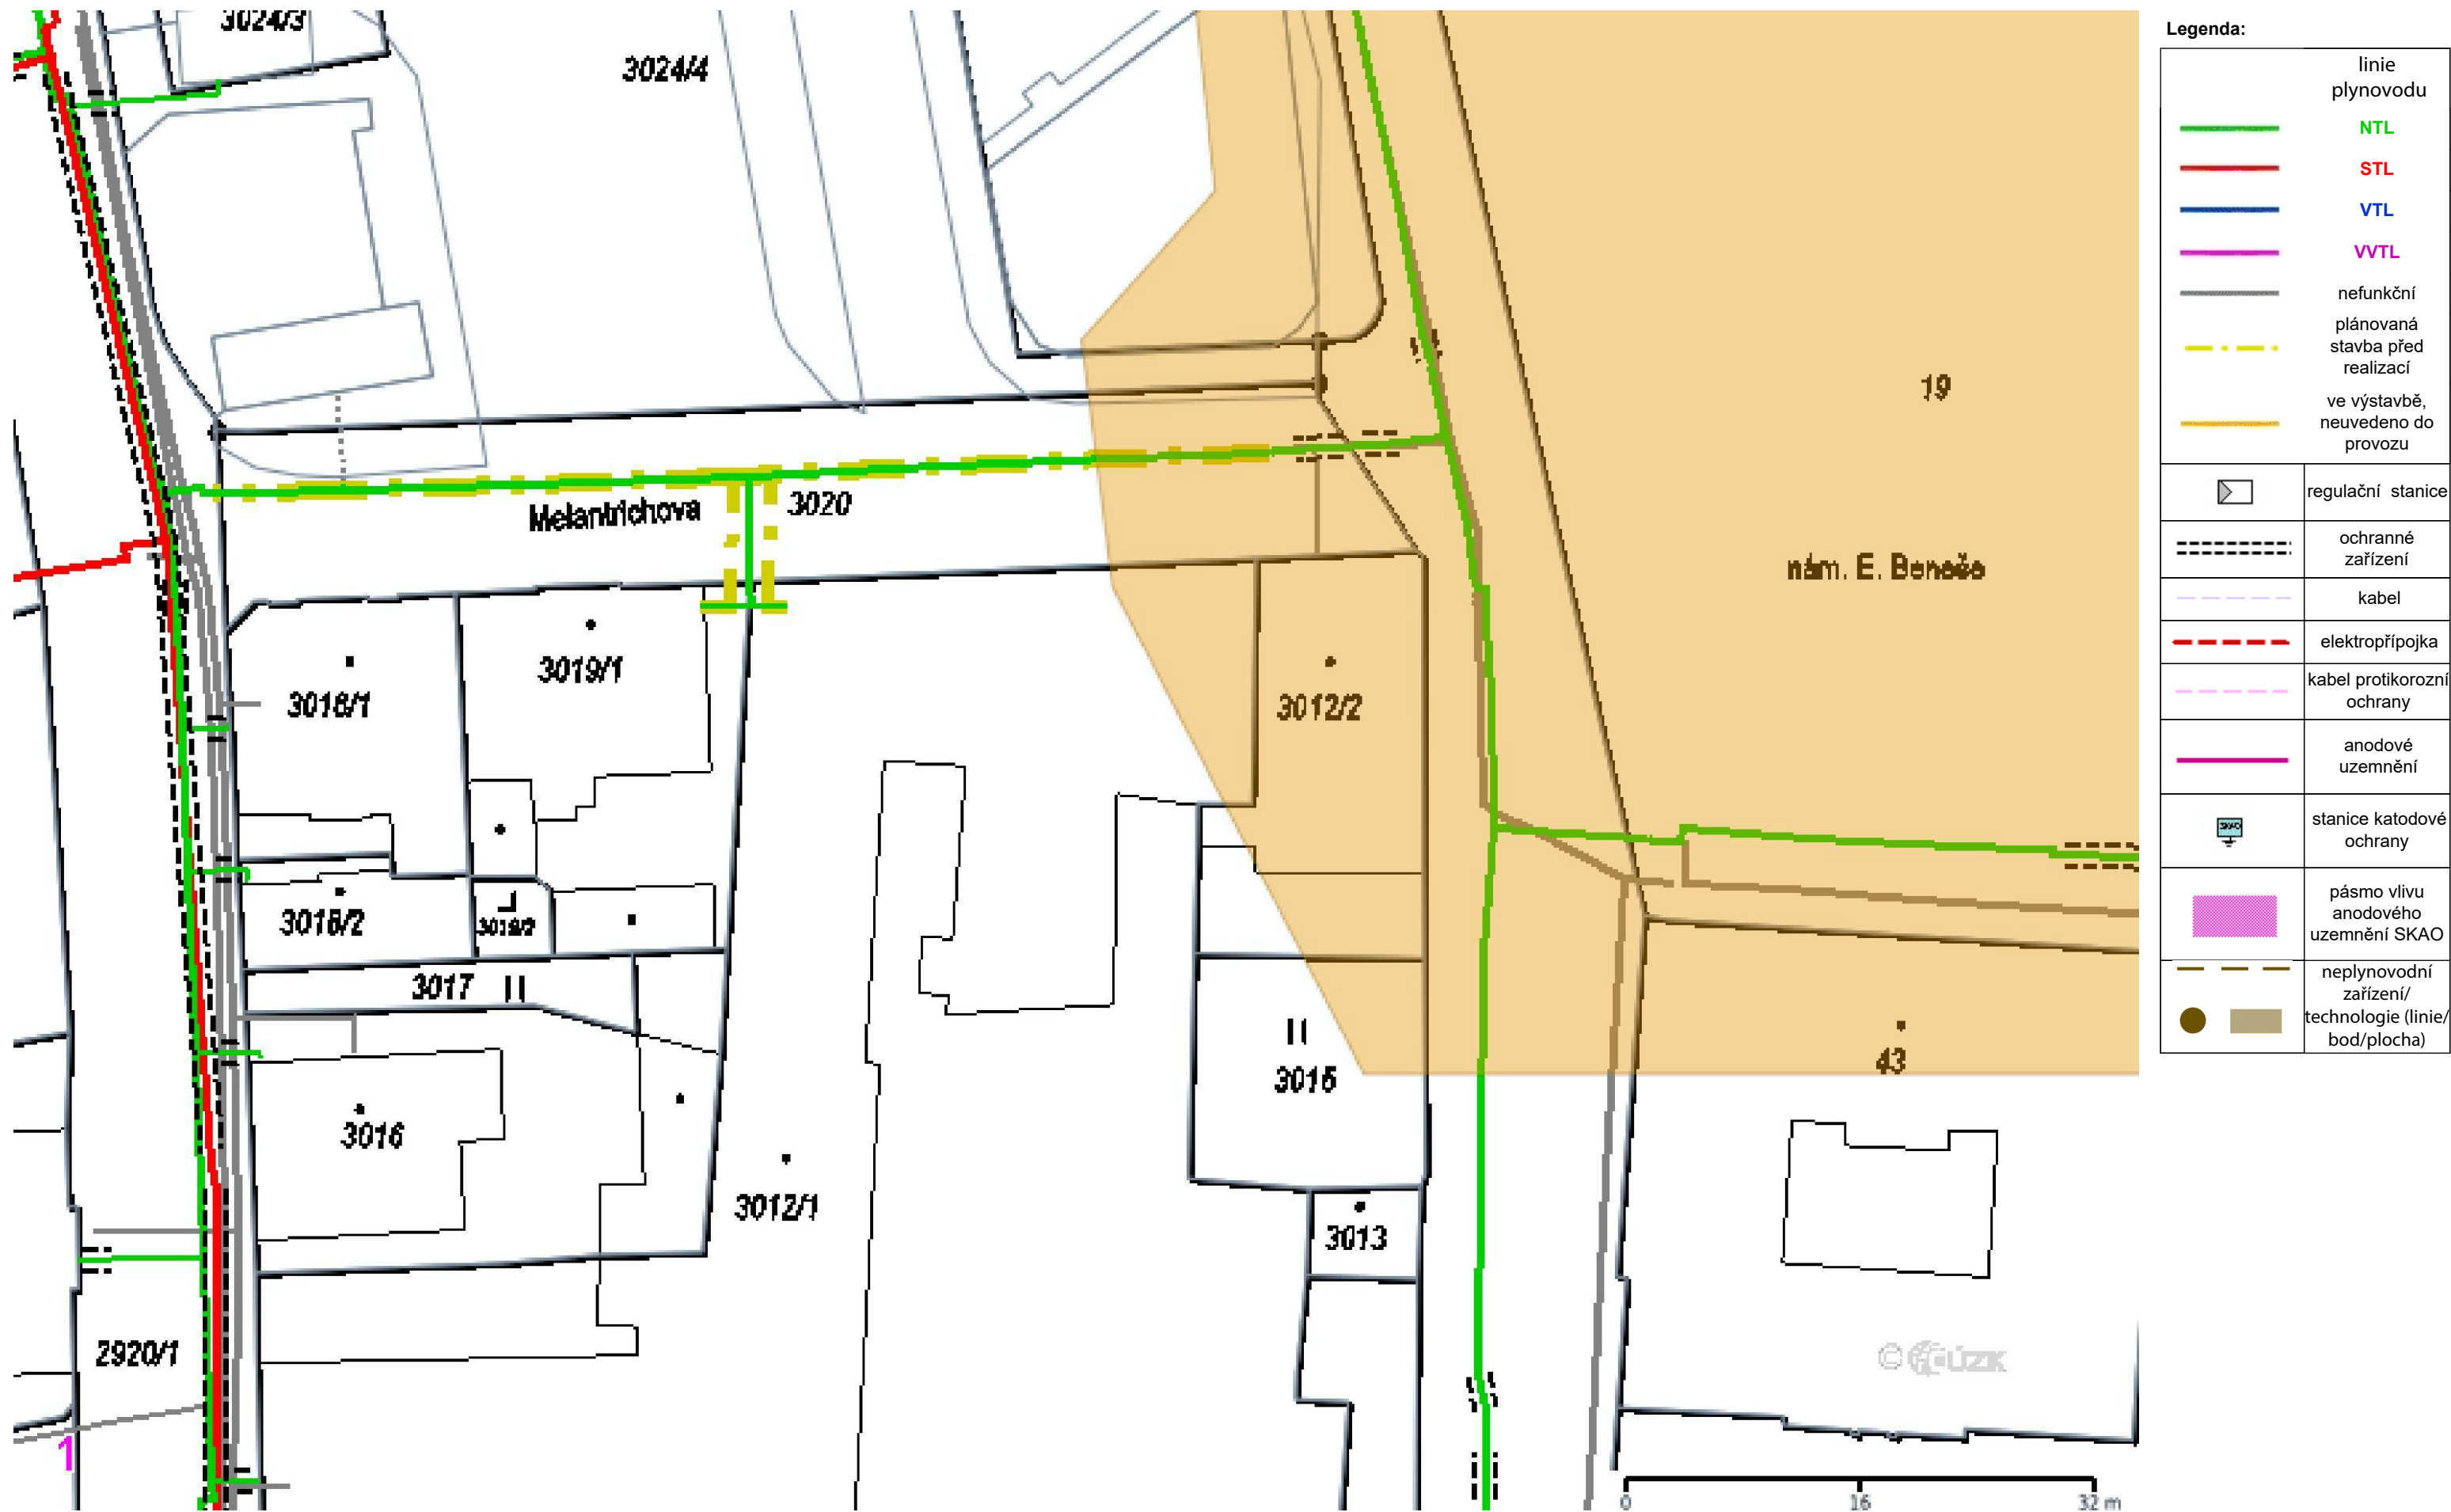 3024/3
3024/4
19
3020
Melantrichova
nám. E. Beneše
3019/1
3018/1
3012/2
3018/2
3019/2
3017
43
3015
3016
3012/1
3013
2920/1
© ČÚZK
1
0 16 32 m
Legenda:
linie
plynovodu
NTL
STL
VTL
VVTL
nefunkční
plánovaná
stavba před
realizací
ve výstavbě,
neuvedeno do
provozu
regulační stanice
ochranné
zařízení
kabel
elektropřípojka
kabel protikorozní
ochrany
anodové
uzemnění
SKAO
stanice katodové
ochrany
pásmo vlivu
anodového
uzemnění SKAO
neplynovodní
zařízení/
technologie (linie/
bod/plocha)